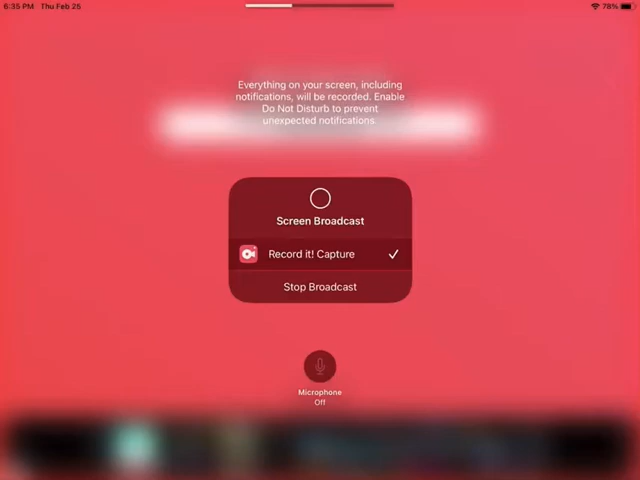 6:35 PM Thu Feb 25
78%
Everything on your screen, including
notifications, will be recorded. Enable
Do Not Disturb to prevent
unexpected notifications.
Screen Broadcast
Record it! Capture
Stop Broadcast
Microphone
Off